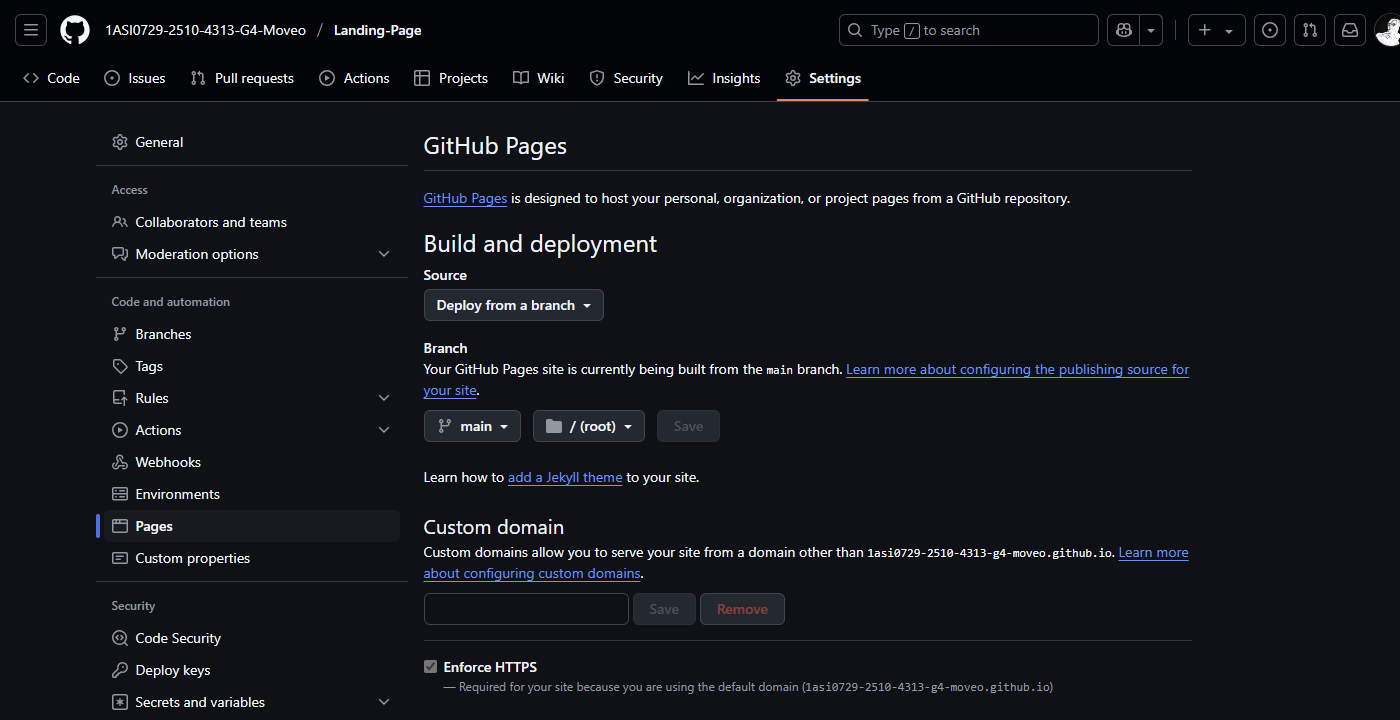 1ASI0729-2510-4313-G4-Moveo / Landing-Page
Type / to search
Code
Issues
Pull requests
Actions
Projects
Wiki
Security
Insights
Settings
General
Access
Collaborators and teams
Moderation options
Code and automation
Branches
Tags
Rules
Actions
Webhooks
Environments
Pages
Custom properties
Security
Code Security
Deploy keys
Secrets and variables
GitHub Pages
GitHub Pages is designed to host your personal, organization, or project pages from a GitHub repository.
Build and deployment
Source
Deploy from a branch
Branch
Your GitHub Pages site is currently being built from the main branch. Learn more about configuring the publishing source for
your site.
main
/ (root)
Save
Learn how to add a Jekyll theme to your site.
Custom domain
Custom domains allow you to serve your site from a domain other than 1asi0729-2510-4313-g4-moveo.github.io. Learn more
about configuring custom domains.
Save
Remove
Enforce HTTPS
— Required for your site because you are using the default domain (1asi0729-2510-4313-g4-moveo.github.io)